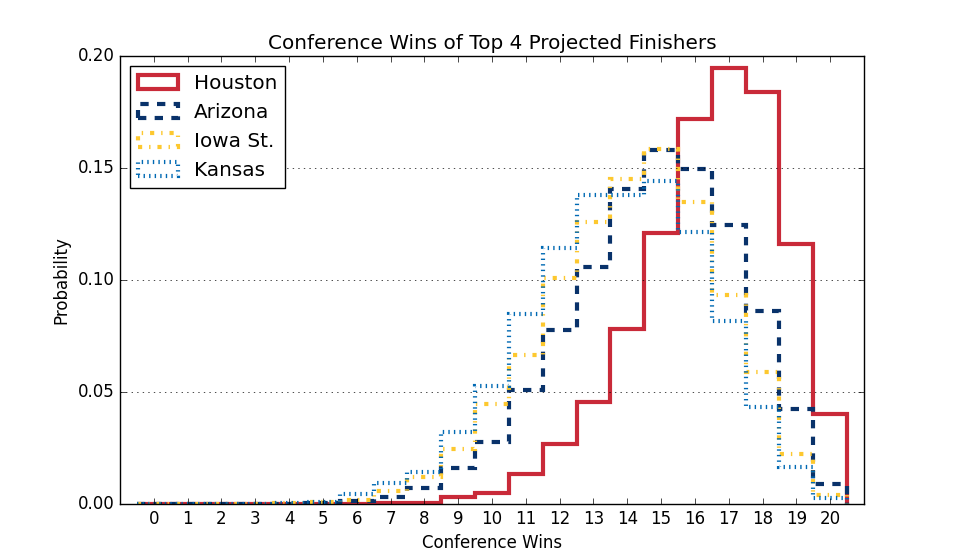 Conference Wins of Top 4 Projected Finishers
Houston
Arizona
Iowa St.
Kansas
Probability
0.20
0.15
0.10
0.05
0.00
0 1 2 3 4 5 6 7 8 9 10 11 12 13 14 15 16 17 18 19 20
Conference Wins